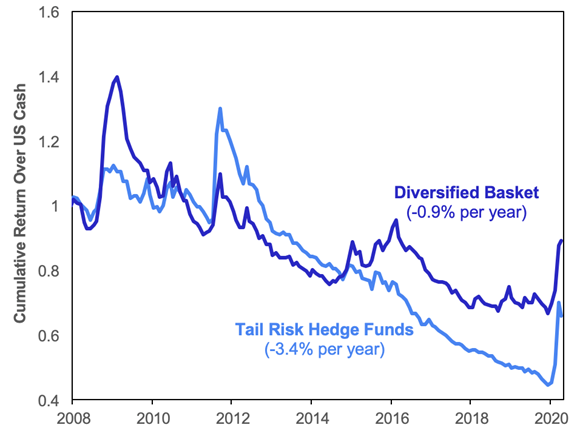 Cumulative Return Over US Cash
1.6
1.4
1.2
1
0.8
0.6
0.4
Diversified Basket
(-0.9% per year)
Tail Risk Hedge Funds
(-3.4% per year)
2008 2010 2012 2014 2016 2018 2020